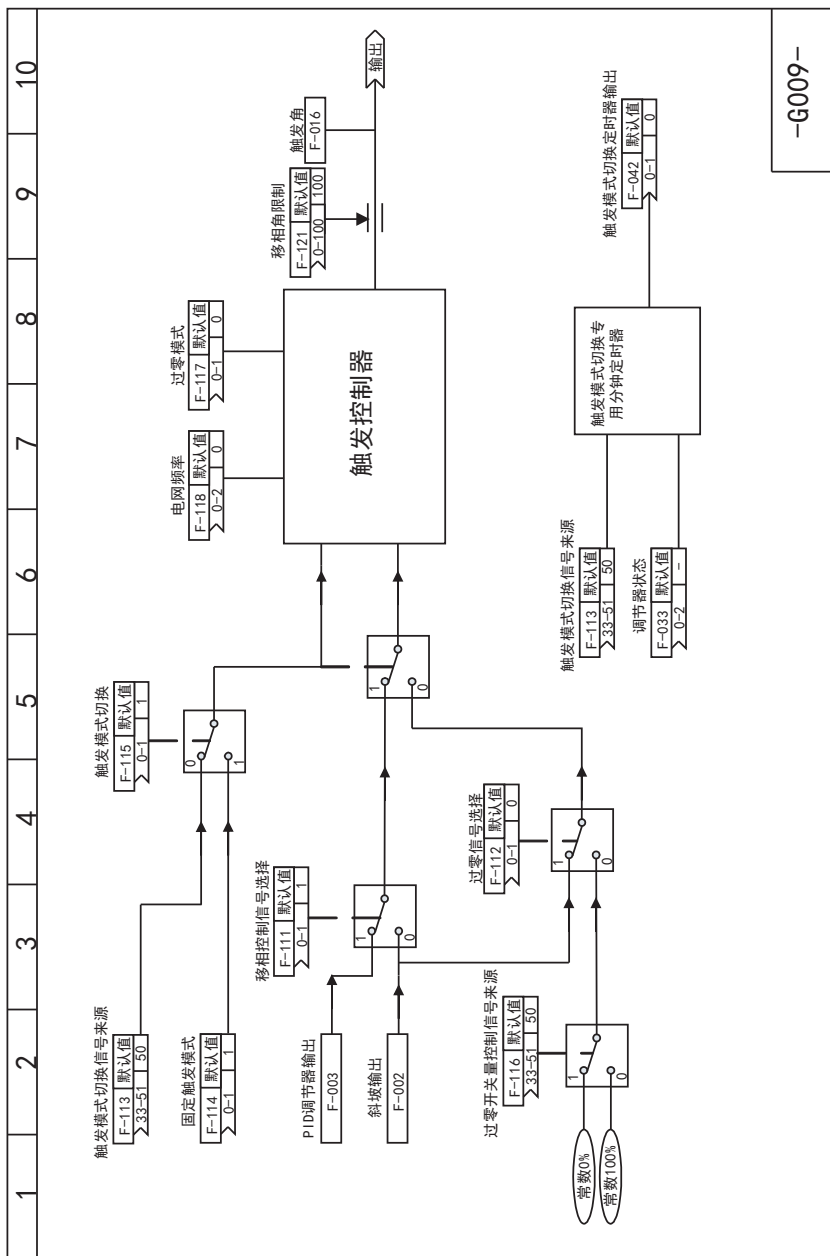 1 2 3 4 5 6 7 8 9 10
触发模式切换信号来源
F-113 默认值
33-51 50
固定触发模式
F-114 默认值
0-1 1
触发模式切换
F-115 默认值
0-1 1
0
1
电网频率
F-118 默认值
0-2 0
过零模式
F-117 默认值
0-1 0
移相角限制
F-121 默认值
0-100 100
触发角
F-016
输出
触发控制器
PID调节器输出
F-003
斜坡输出
F-002
移相控制信号选择
F-111 默认值
0-1 1
1
0
1
0
过零开关量控制信号来源
F-116 默认值
33-51 50
常数0%
常数100%
1
0
过零信号选择
F-112 默认值
0-1 0
1
0
触发模式切换信号来源
F-113 默认值
33-51 50
调节器状态
F-033 默认值
0-2 -
触发模式切换专
用分钟定时器
触发模式切换定时器输出
F-042 默认值
0-1 0
-G009-